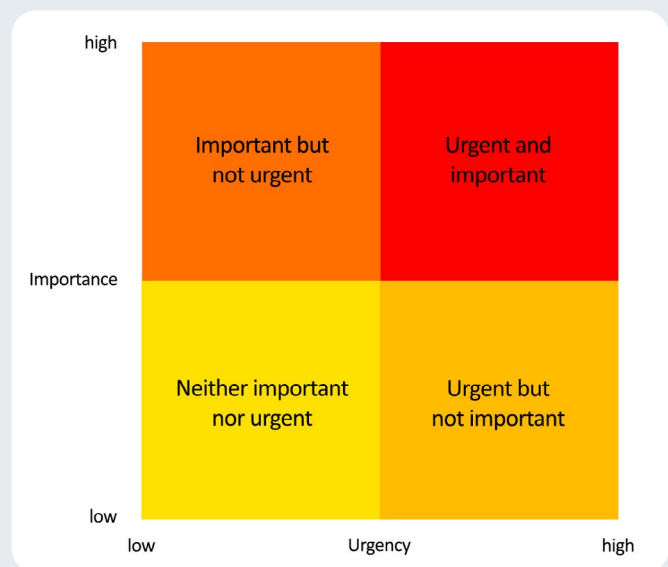 high
Important but
not urgent
Urgent and
important
Importance
Neither important
nor urgent
Urgent but
not important
low
low
Urgency
high